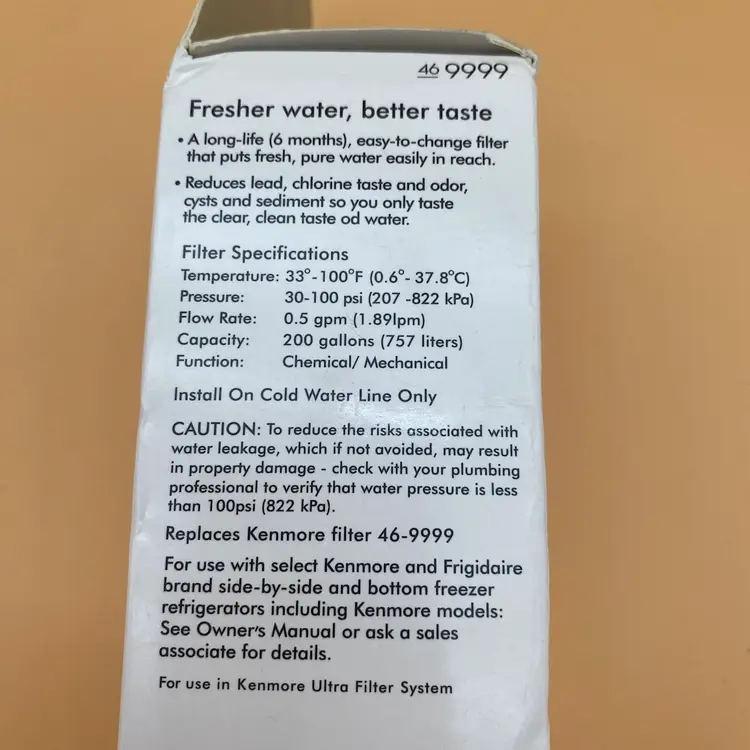 46 9999
Fresher water, better taste
• A long-life (6 months), easy-to-change filter
that puts fresh, pure water easily in reach.
• Reduces lead, chlorine taste and odor,
cysts and sediment so you only taste
the clear, clean taste od water.
Filter Specifications
Temperature: 33°-100°F (0.6°- 37.8°C)
Pressure: 30-100 psi (207 -822 kPa)
Flow Rate: 0.5 gpm (1.89lpm)
Capacity: 200 gallons (757 liters)
Function: Chemical/ Mechanical
Install On Cold Water Line Only
CAUTION: To reduce the risks associated with
water leakage, which if not avoided, may result
in property damage - check with your plumbing
professional to verify that water pressure is less
than 100psi (822 kPa).
Replaces Kenmore filter 46-9999
For use with select Kenmore and Frigidaire
brand side-by-side and bottom freezer
refrigerators including Kenmore models:
See Owner's Manual or ask a sales
associate for details.
For use in Kenmore Ultra Filter System